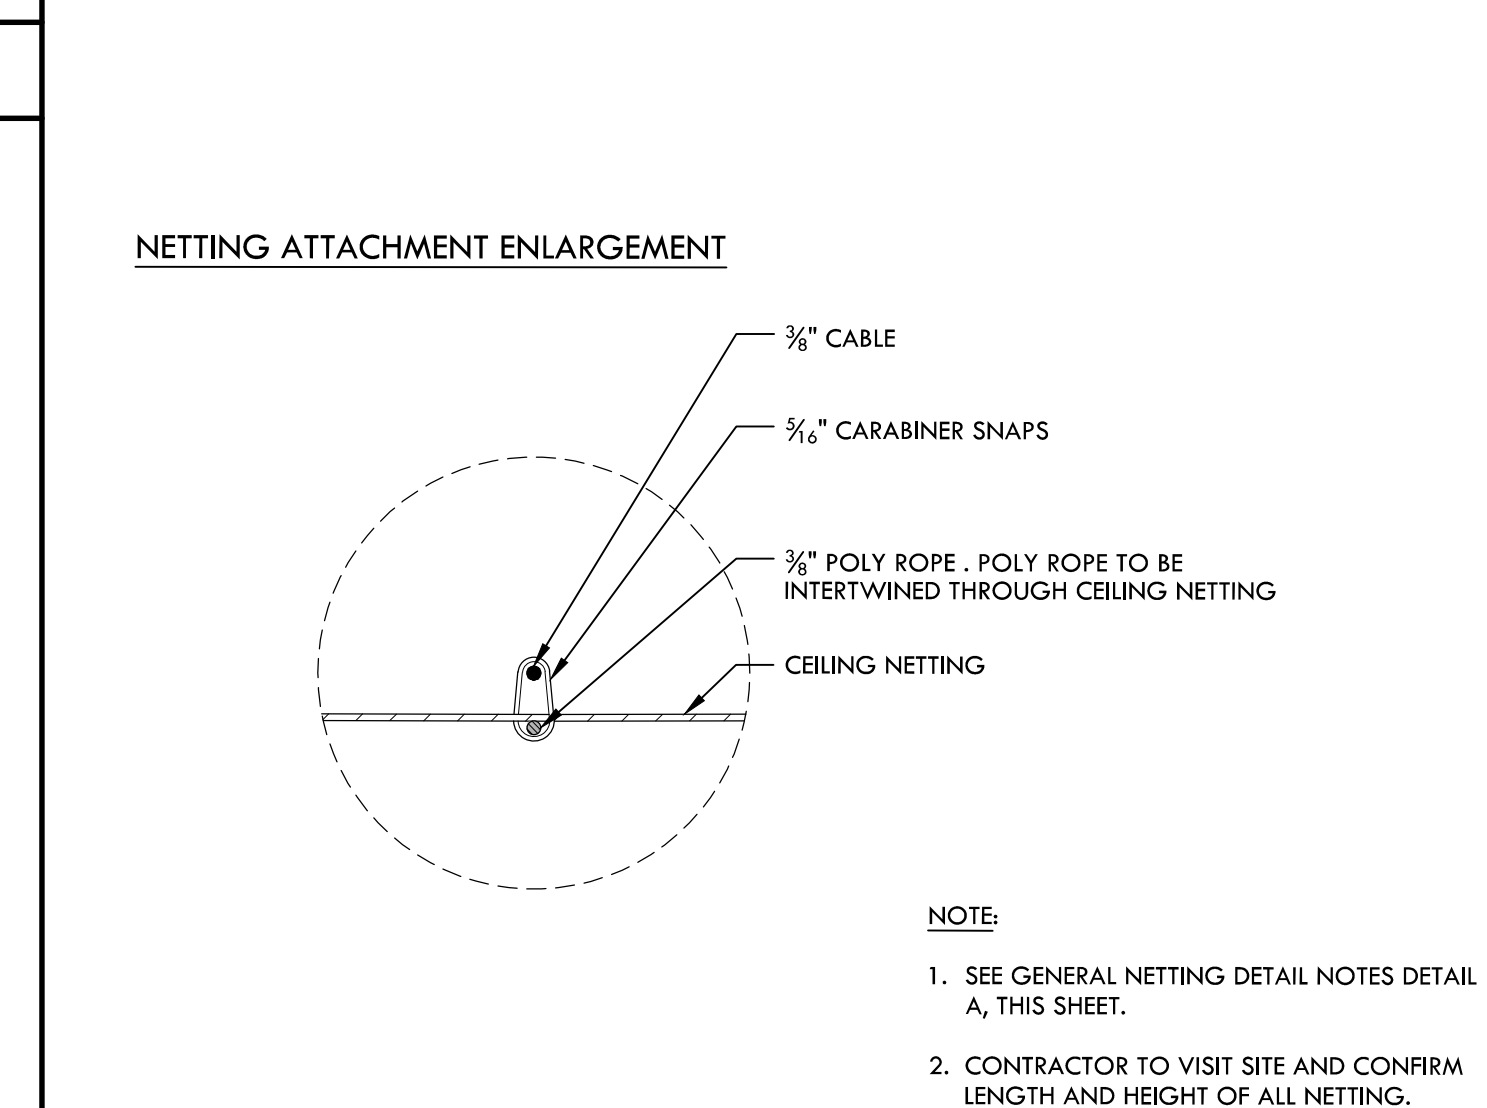 NETTING ATTACHMENT ENLARGEMENT
⅜" CABLE
5⁄16" CARABINER SNAPS
⅜" POLY ROPE . POLY ROPE TO BE
INTERTWINED THROUGH CEILING NETTING
CEILING NETTING
NOTE:
1. SEE GENERAL NETTING DETAIL NOTES DETAIL
A, THIS SHEET.
2. CONTRACTOR TO VISIT SITE AND CONFIRM
LENGTH AND HEIGHT OF ALL NETTING.